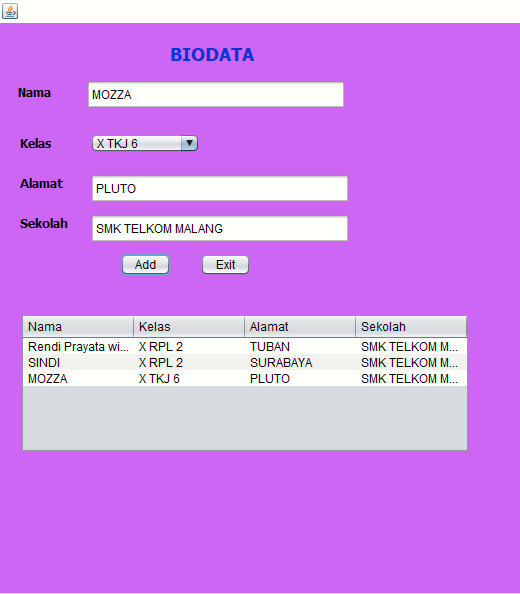 BIODATA
Nama MOZZA
Kelas X TKJ 6
Alamat PLUTO
Sekolah SMK TELKOM MALANG
Add Exit
Nama Kelas Alamat Sekolah
Rendi Prayata wi... X RPL 2 TUBAN SMK TELKOM M...
SINDI X RPL 2 SURABAYA SMK TELKOM M...
MOZZA X TKJ 6 PLUTO SMK TELKOM M...